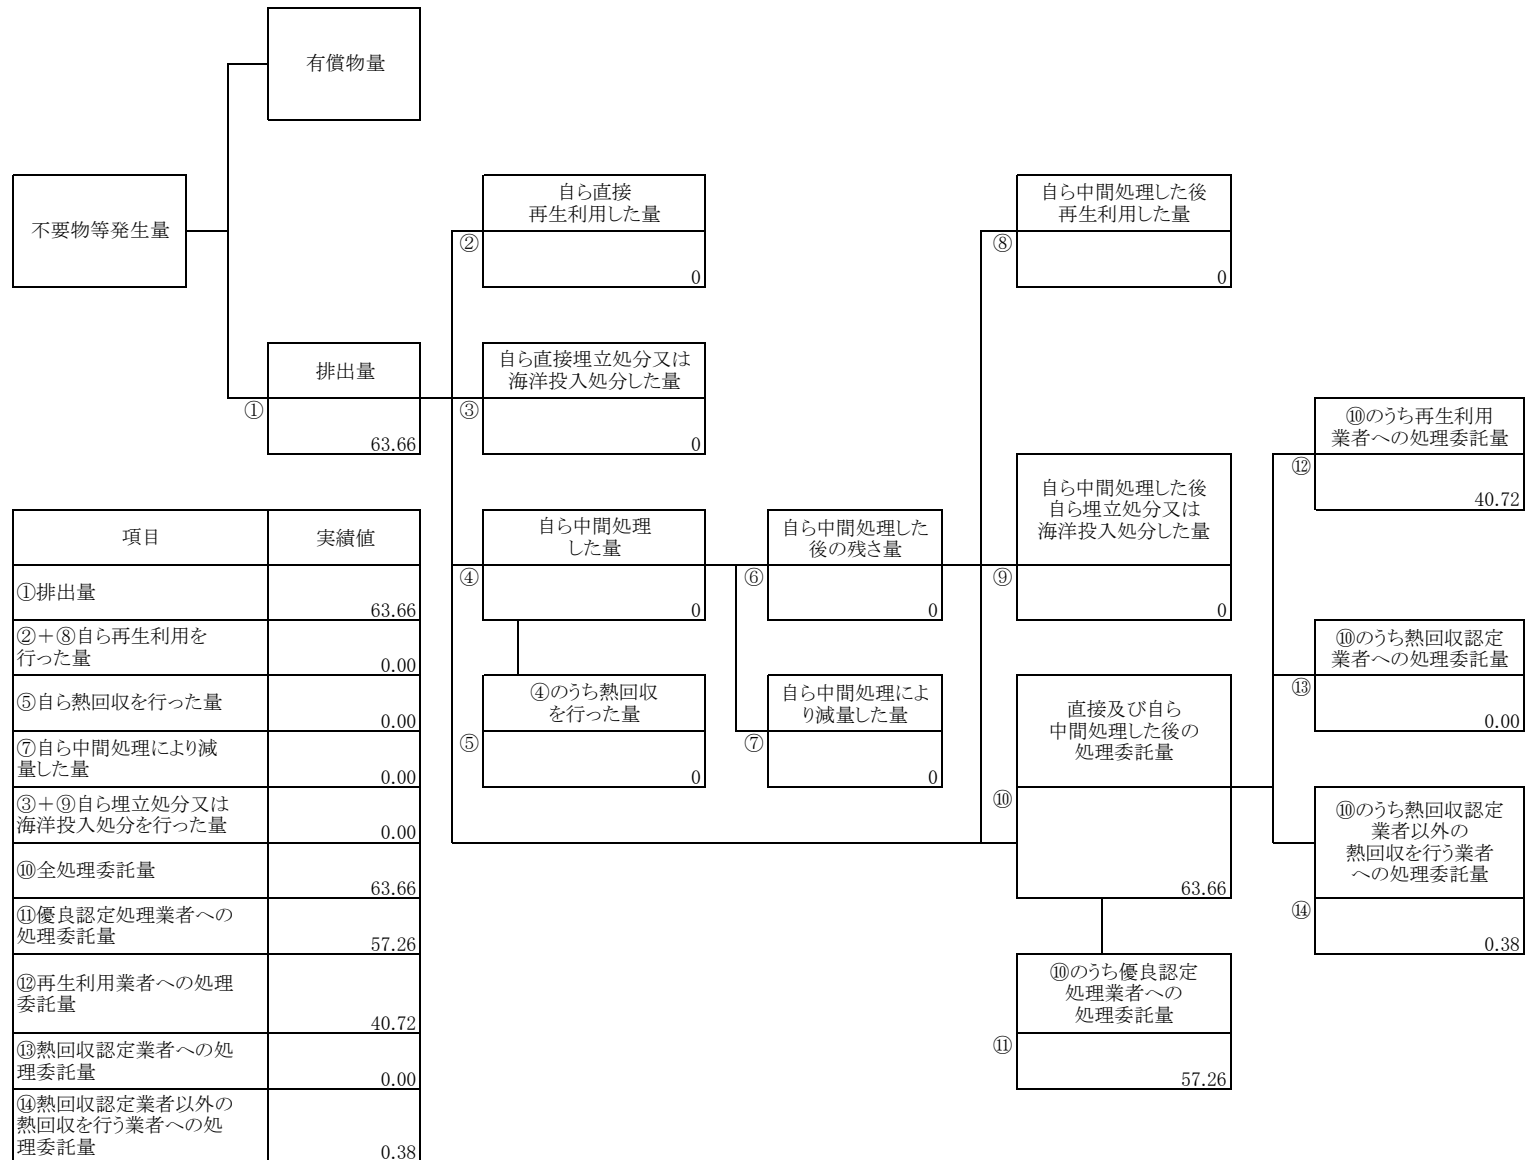 有償物量
不要物等発生量
自ら直接
再生利用した量
②
0
自ら中間処理した後
再生利用した量
⑧
0
排出量
①
63.66
自ら直接埋立処分又は
海洋投入処分した量
③
0
⑩のうち再生利用
業者への処理委託量
⑫
40.72
自ら中間処理
した量
④
0
自ら中間処理した
後の残さ量
⑥
0
自ら中間処理した後
自ら埋立処分又は
海洋投入処分した量
⑨
0
⑩のうち熱回収認定
業者への処理委託量
⑬
0.00
④のうち熱回収
を行った量
⑤
0
自ら中間処理によ
り減量した量
⑦
0
直接及び自ら
中間処理した後の
処理委託量
⑩
63.66
⑩のうち熱回収認定
業者以外の
熱回収を行う業者
への処理委託量
⑭
0.38
⑩のうち優良認定
処理業者への
処理委託量
⑪
57.26
項目
実績値
①排出量
63.66
②＋⑧自ら再生利用を
行った量
0.00
⑤自ら熱回収を行った量
0.00
⑦自ら中間処理により減
量した量
0.00
③＋⑨自ら埋立処分又は
海洋投入処分を行った量
0.00
⑩全処理委託量
63.66
⑪優良認定処理業者への
処理委託量
57.26
⑫再生利用業者への処理
委託量
40.72
⑬熱回収認定業者への処
理委託量
0.00
⑭熱回収認定業者以外の
熱回収を行う業者への処
理委託量
0.38